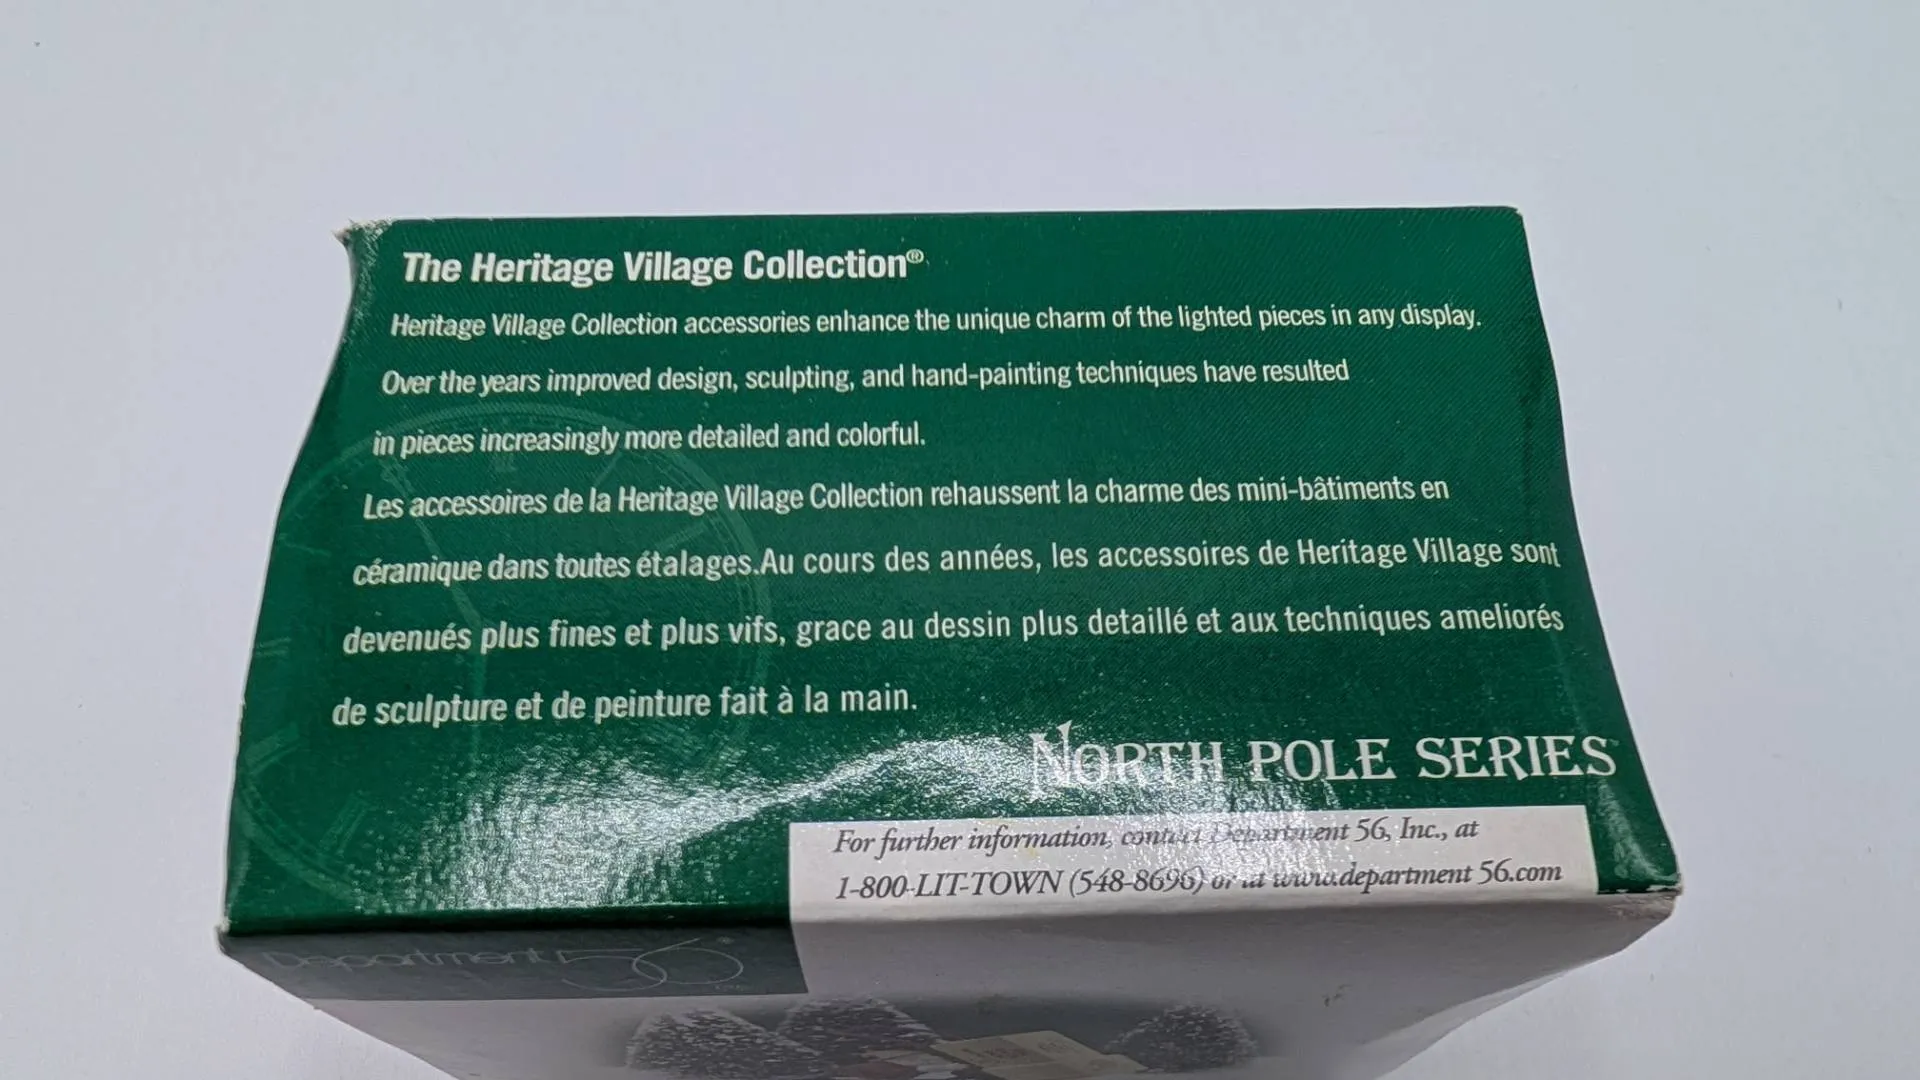 The Heritage Village Collection®
Heritage Village Collection accessories enhance the unique charm of the lighted pieces in any display.
Over the years improved design, sculpting, and hand-painting techniques have resulted
in pieces increasingly more detailed and colorful.
Les accessoires de la Heritage Village Collection rehaussent la charme des mini-bâtiments en
céramique dans toutes étalages.Au cours des années, les accessoires de Heritage Village sont
devenués plus fines et plus vifs, grace au dessin plus detaillé et aux techniques ameliorés
de sculpture et de peinture fait à la main.
NORTH POLE SERIES
For further information, contact Department 56, Inc., at
1-800-LIT-TOWN (548-8696) or at www.department 56.com
Department 56®